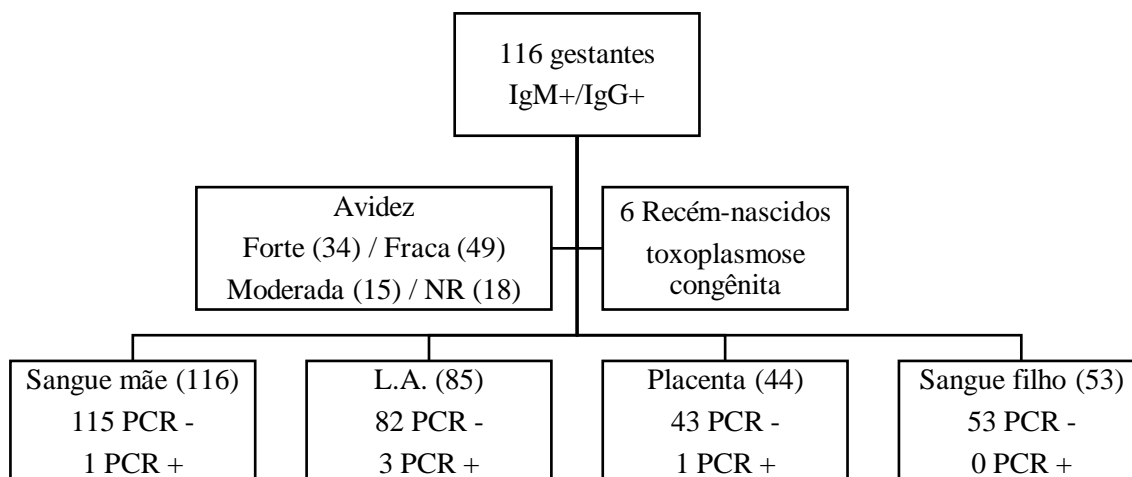 116 gestantes
IgM+/IgG+
Avidez
Forte (34) / Fraca (49)
Moderada (15) / NR (18)
6 Recém-nascidos
toxoplasmose
congênita
Sangue mãe (116)
115 PCR -
1 PCR +
L.A. (85)
82 PCR -
3 PCR +
Placenta (44)
43 PCR -
1 PCR +
Sangue filho (53)
53 PCR -
0 PCR +